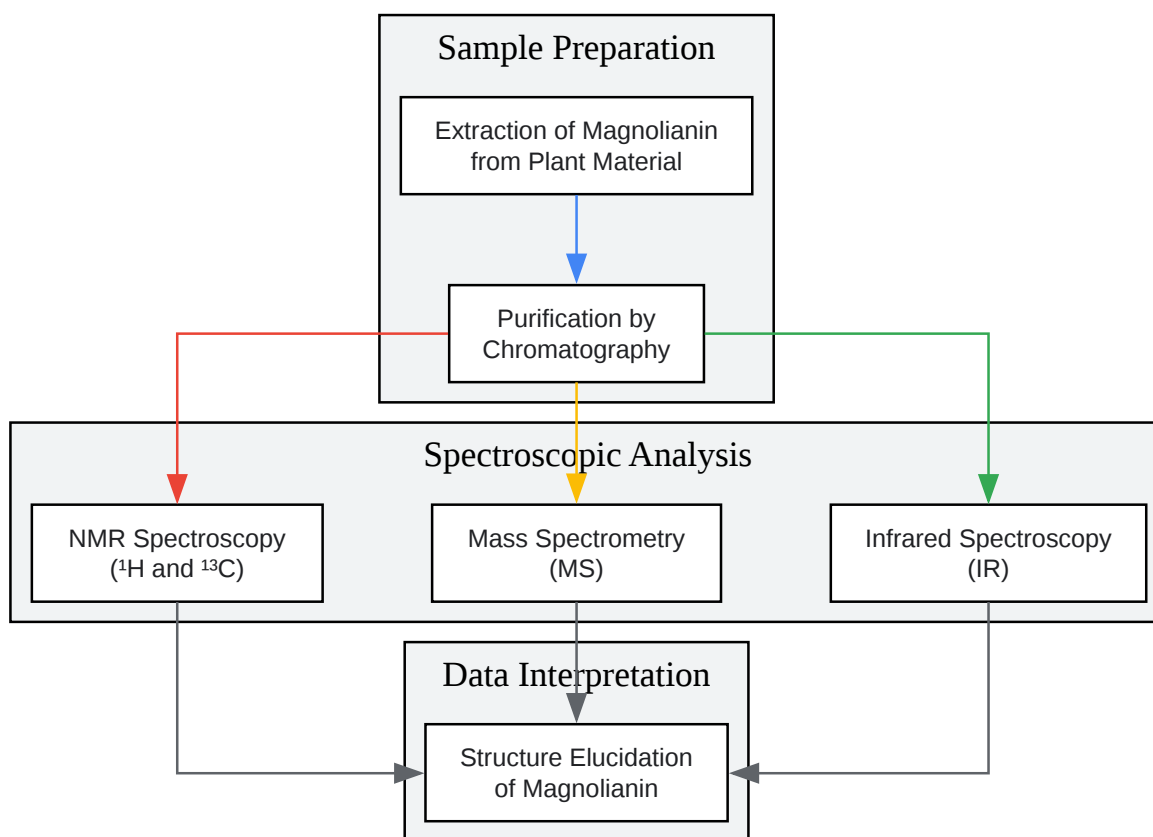 Sample Preparation
Extraction of Magnolianin
from Plant Material
Purification by
Chromatography
Spectroscopic Analysis
NMR Spectroscopy
(¹H and ¹³C)
Mass Spectrometry
(MS)
Infrared Spectroscopy
(IR)
Data Interpretation
Structure Elucidation
of Magnolianin